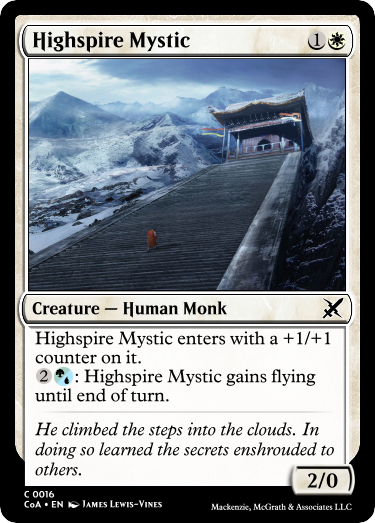 Highspire Mystic 1
Creature — Human Monk
Highspire Mystic enters with a +1/+1
counter on it.
2 : Highspire Mystic gains flying
until end of turn.
He climbed the steps into the clouds. In
doing so learned the secrets enshrouded to
others.
2/0
C 0016
CoA • EN James Lewis-Vines
Mackenzie, McGrath & Associates LLC